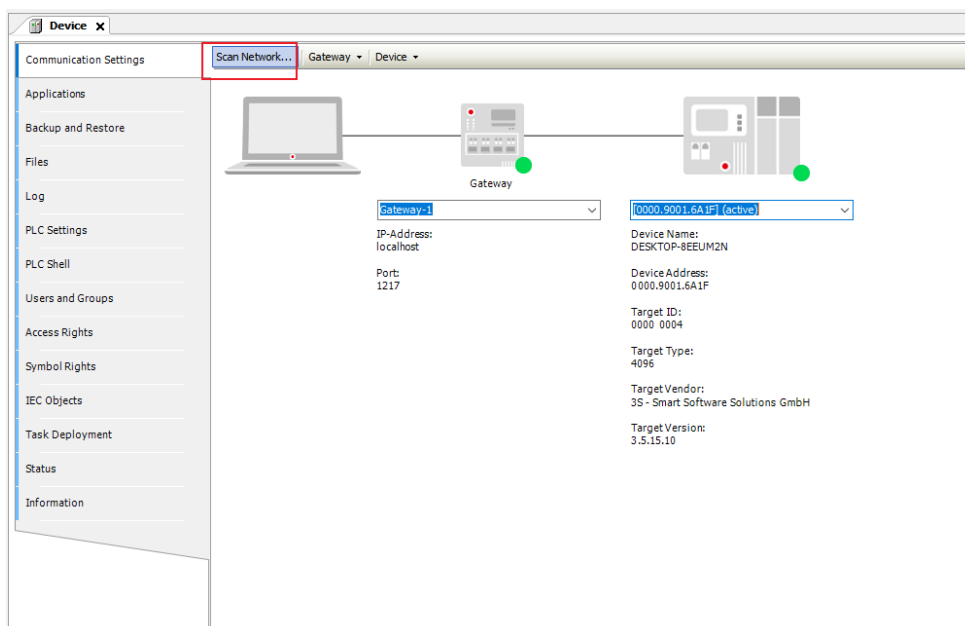 Device
Communication Settings
Scan Network...
Gateway
Device
Applications
Backup and Restore
Files
Log
PLC Settings
PLC Shell
Users and Groups
Access Rights
Symbol Rights
IEC Objects
Task Deployment
Status
Information
Gateway
Gateway-1
IP-Address:
localhost
Port:
1217
[0000.9001.6A1F] (active)
Device Name:
DESKTOP-8EEUM2N
Device Address:
0000.9001.6A1F
Target ID:
0000 0004
Target Type:
4096
Target Vendor:
3S - Smart Software Solutions GmbH
Target Version:
3.5.15.10